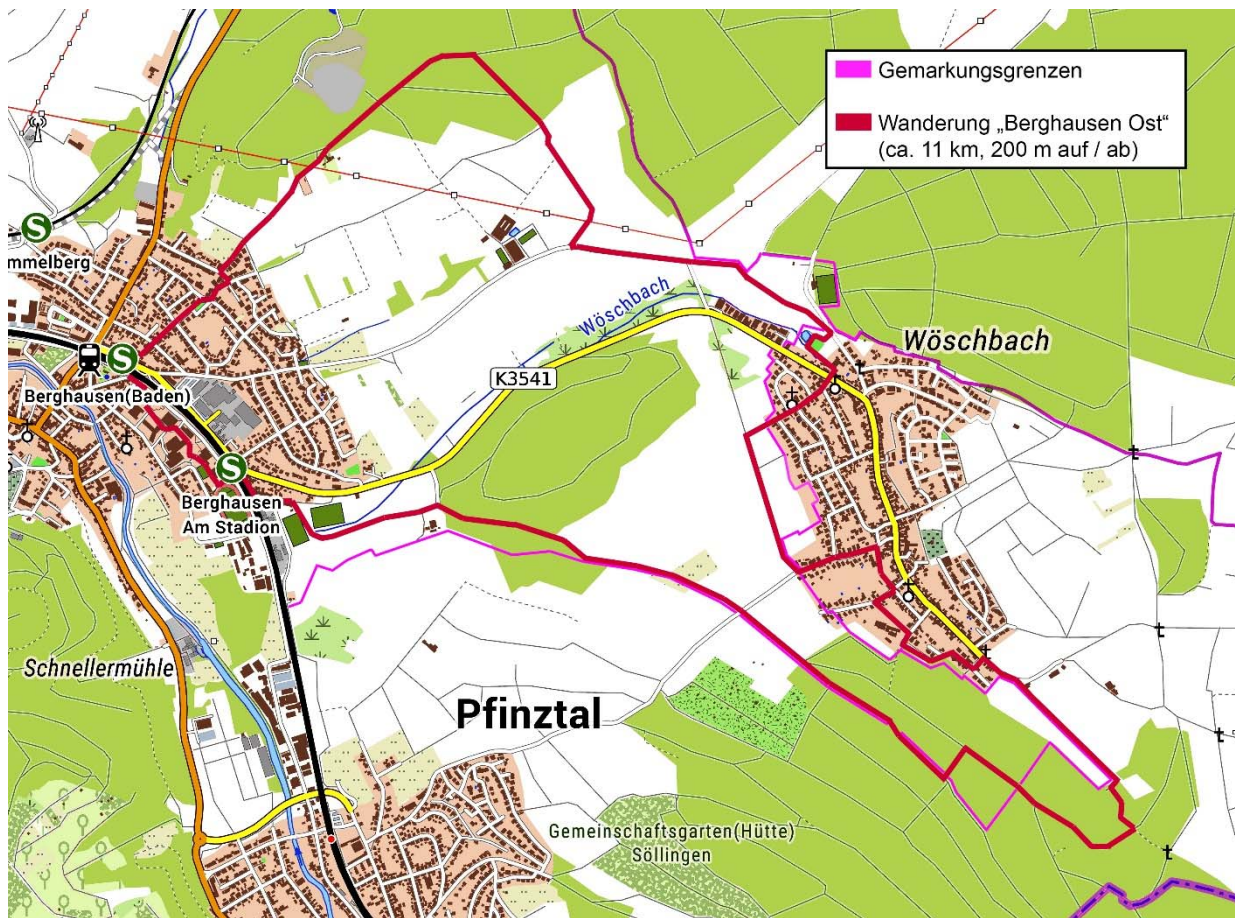 Gemarkungsgrenzen
Wanderung „Berghausen Ost“
(ca. 11 km, 200 m auf / ab)
S
mmelberg
Wöschbach
Wöschbach
S
Berghausen(Baden)
K3541
S
Berghausen
Am Stadion
Schnellermühle
Pfinztal
Gemeinschaftsgarten(Hütte)
Söllingen